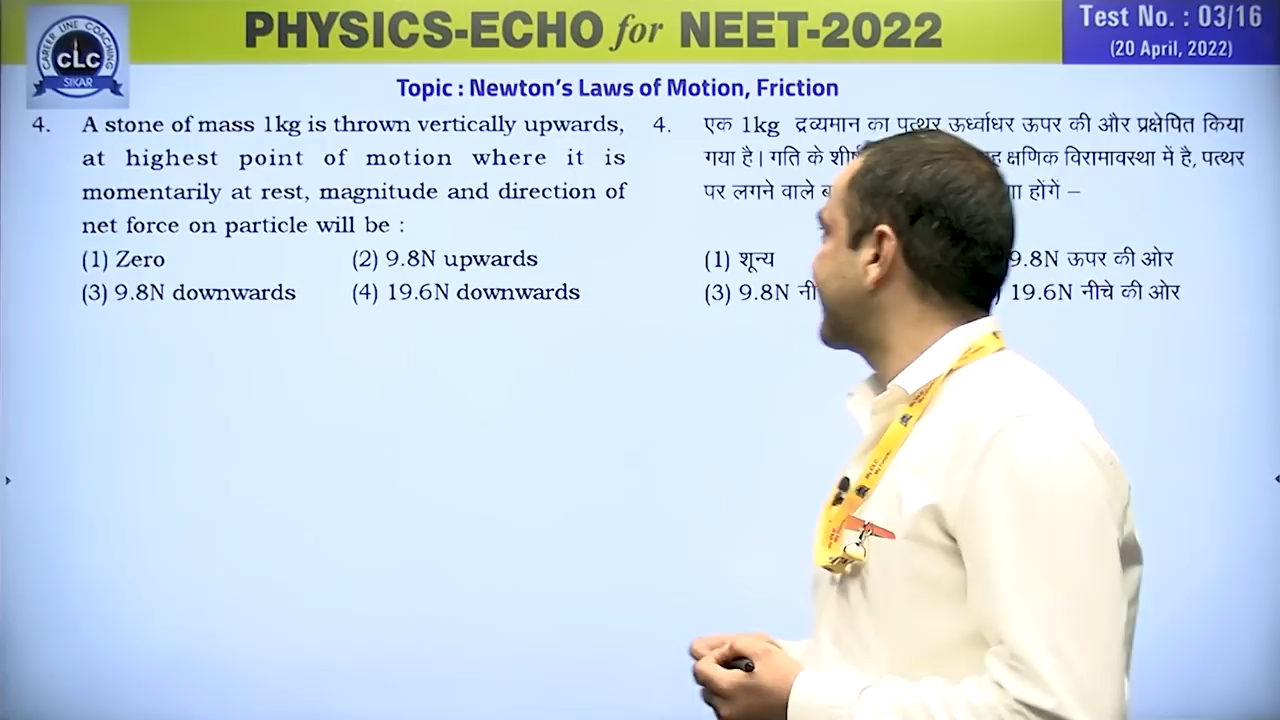 CAREER LINE COACHING
CLC
SIKAR
PHYSICS-ECHO for NEET-2022
Test No. : 03/16
(20 April, 2022)
Topic : Newton's Laws of Motion, Friction
4. A stone of mass 1kg is thrown vertically upwards,
at highest point of motion where it is
momentarily at rest, magnitude and direction of
net force on particle will be :
(1) Zero (2) 9.8N upwards
(3) 9.8N downwards (4) 19.6N downwards
4. एक 1kg द्रव्यमान का पत्थर ऊर्ध्वाधर ऊपर की और प्रक्षेपित किया
गया है। गति के क्षणिक विरामावस्था में है, पत्थर
पर लगने वाले होंगें –
(1) शून्य 9.8N ऊपर की ओर
(3) 9.8N 19.6N नीचे की ओर